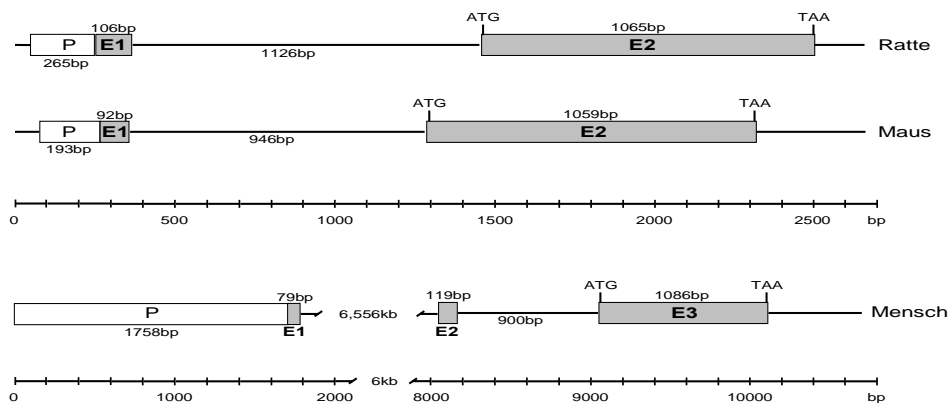 106bp ATG 1065bp TAA
P E1 E2 Ratte
265bp 1126bp
92bp ATG 1059bp TAA
P E1 E2 Maus
193bp 946bp
0 500 1000 1500 2000 2500 bp
79bp 119bp ATG 1086bp TAA
P 6,556kb E3 Mensch
1758bp E1 E2 900bp
6kb
0 1000 2000 8000 9000 10000 bp